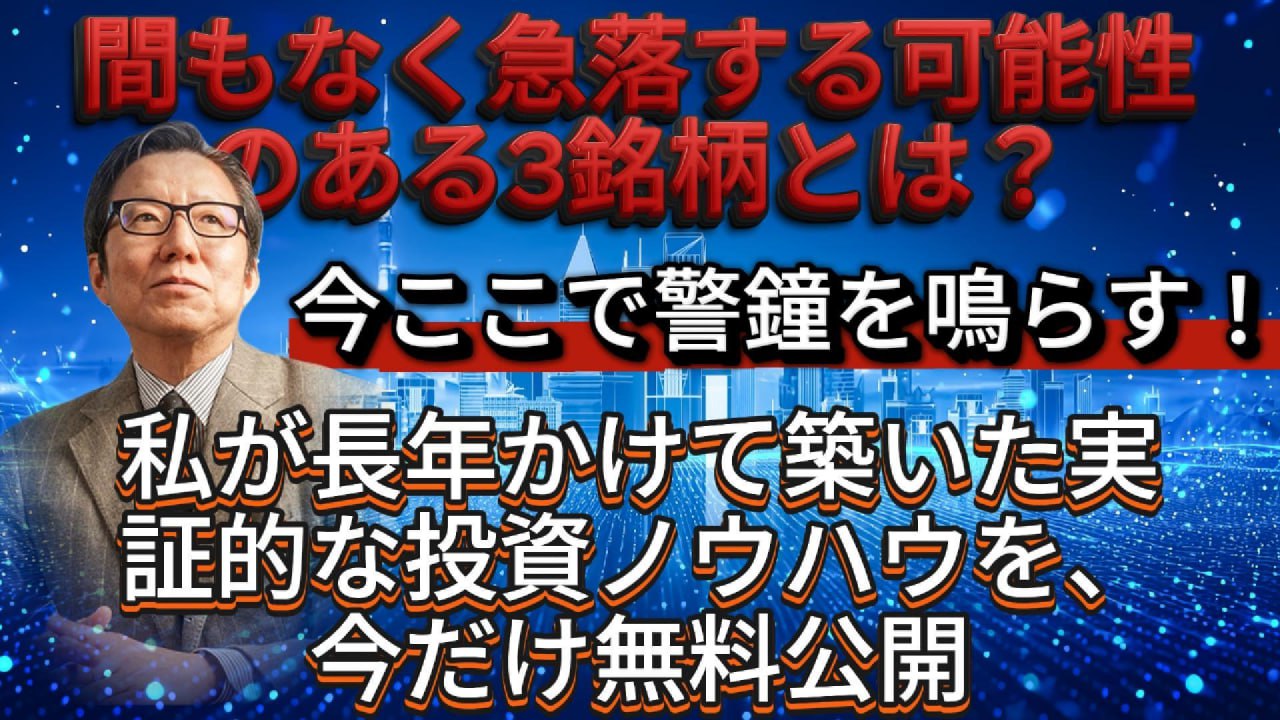 間もなく急落する可能性
のある3銘柄とは？
今ここで警鐘を鳴らす！
私が長年かけて築いた実
証的な投資ノウハウを、
今だけ無料公開